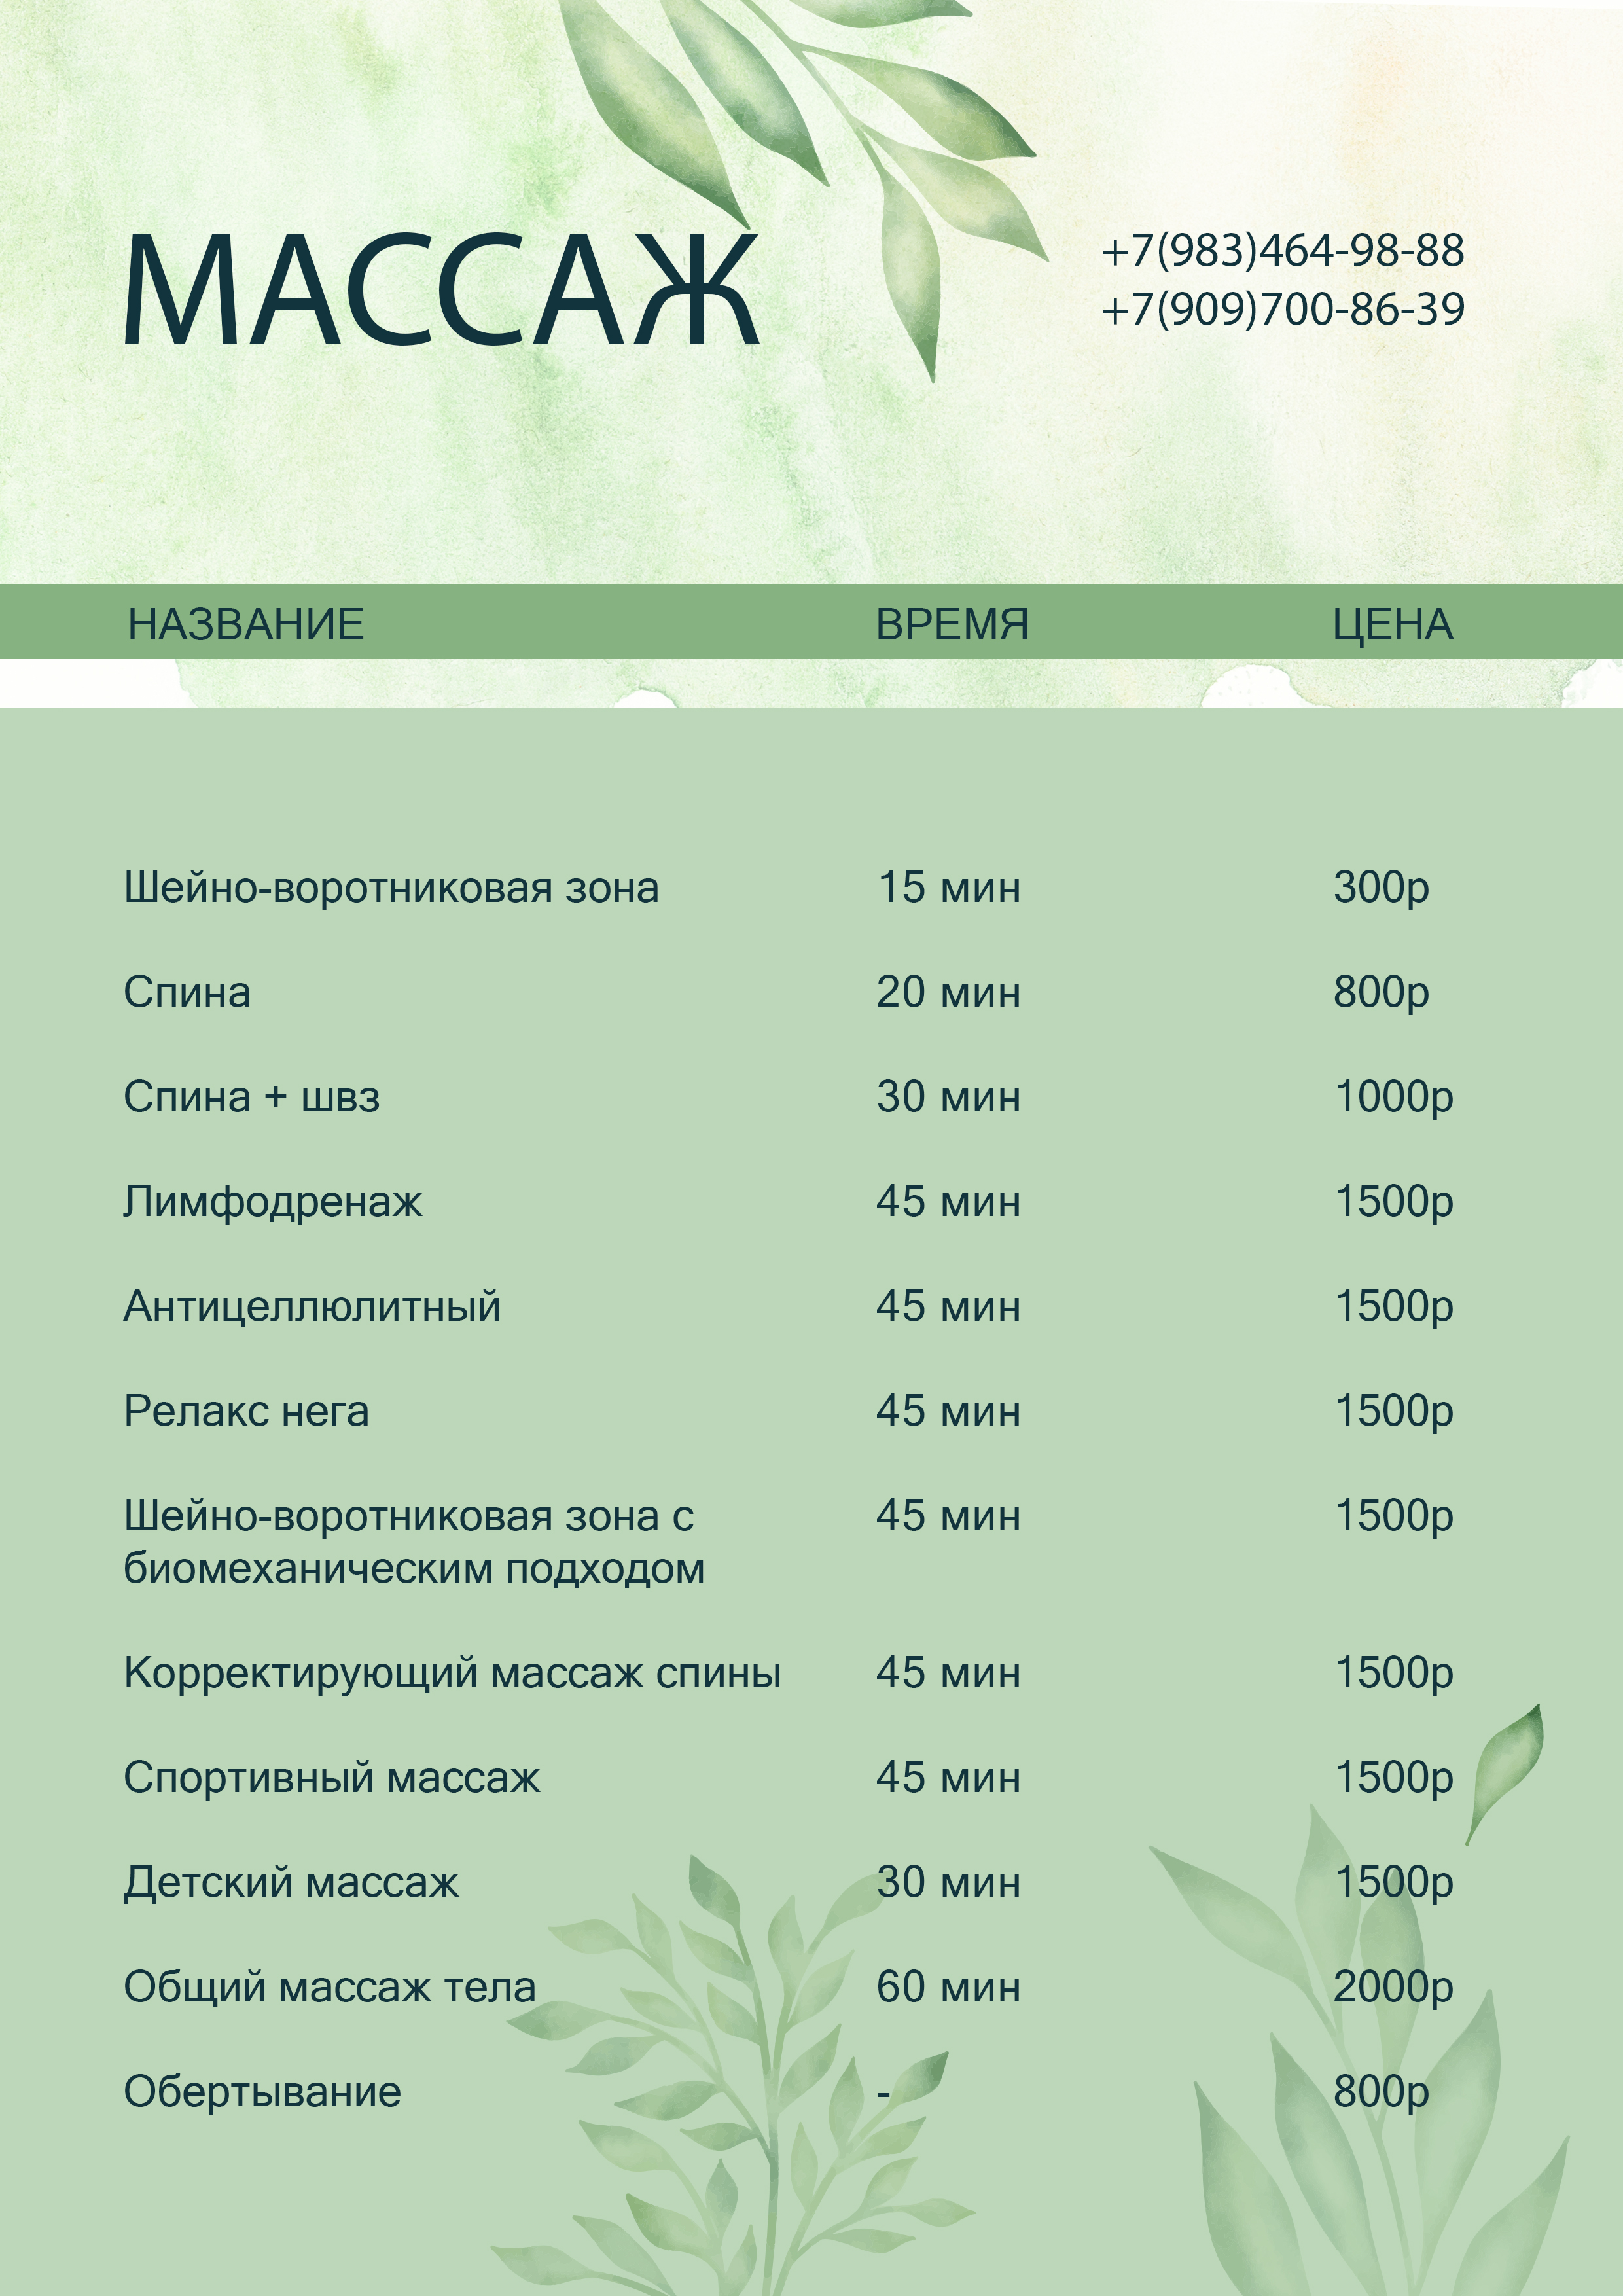 МАССАЖ
+7(983)464-98-88
+7(909)700-86-39
НАЗВАНИЕ ВРЕМЯ ЦЕНА
Шейно-воротниковая зона 15 мин 300р
Спина 20 мин 800р
Спина + швз 30 мин 1000р
Лимфодренаж 45 мин 1500р
Антицеллюлитный 45 мин 1500р
Релакс нега 45 мин 1500р
Шейно-воротниковая зона с 45 мин 1500р
биомеханическим подходом
Корректирующий массаж спины 45 мин 1500р
Спортивный массаж 45 мин 1500р
Детский массаж 30 мин 1500р
Общий массаж тела 60 мин 2000р
Обертывание - 800р